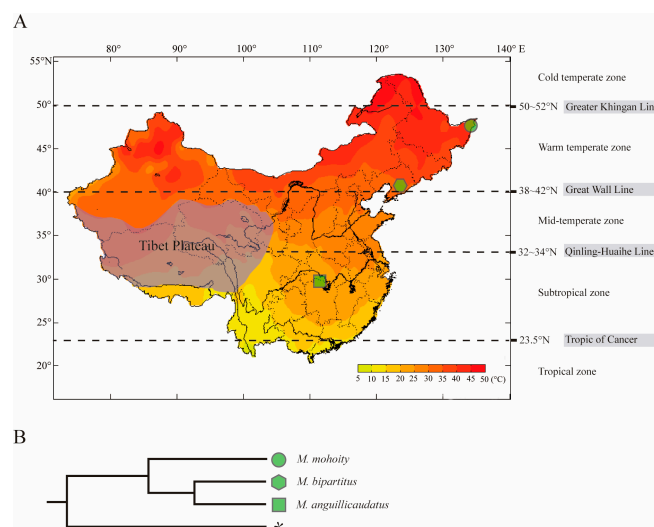 A
80° 90° 100° 110° 120° 130° 140° E
55°N
50°
45°
40°
35°
30°
25°
20°
Tibet Plateau
5 10 15 20 25 30 35 40 45 50 (°C)
Cold temperate zone
50~52°N Greater Khingan Lin
Warm temperate zone
38~42°N Great Wall Line
Mid-temperate zone
32~34°N Qinling-Huaihe Line
Subtropical zone
23.5°N Tropic of Cancer
Tropical zone
B
M. mohoity
M. bipartitus
M. anguillicaudatus
*